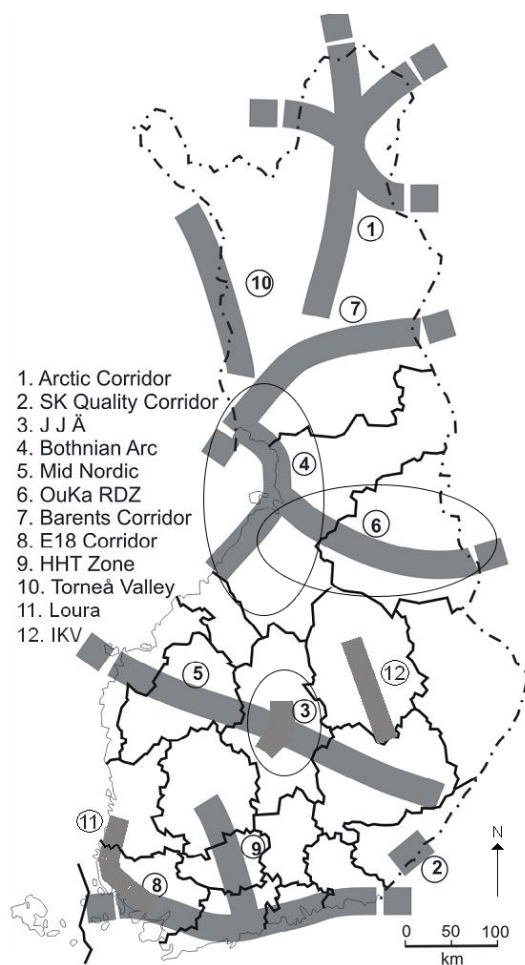 1
10
7
1. Arctic Corridor
2. SK Quality Corridor
3. J J Ä
4. Bothnian Arc
5. Mid Nordic
6. OuKa RDZ
7. Barents Corridor
8. E18 Corridor
9. HHT Zone
10. Torneå Valley
11. Loura
12. IKV
4
6
5
12
3
11
9
2
8
N
0 50 100
km